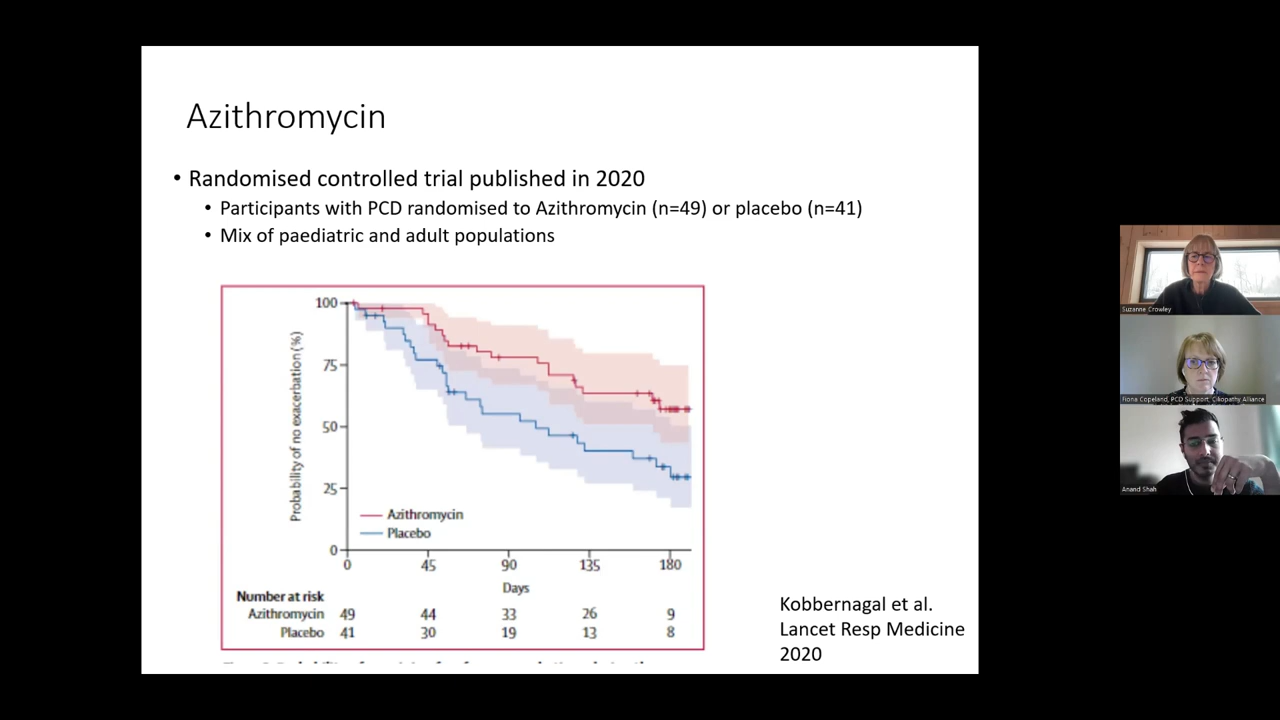 Azithromycin
• Randomised controlled trial published in 2020
• Participants with PCD randomised to Azithromycin (n=49) or placebo (n=41)
• Mix of paediatric and adult populations
Probability of no exacerbation (%)
100
75
50
25
0
Azithromycin
Placebo
0 45 90 135 180
Days
Number at risk
Azithromycin 49 44 33 26 9
Placebo 41 30 19 13 8
Kobbernagal et al.
Lancet Resp Medicine
2020
Suzanne Crowley
Fiona Copeland, PCD Support, Ciliopathy Alliance
Anand Shah